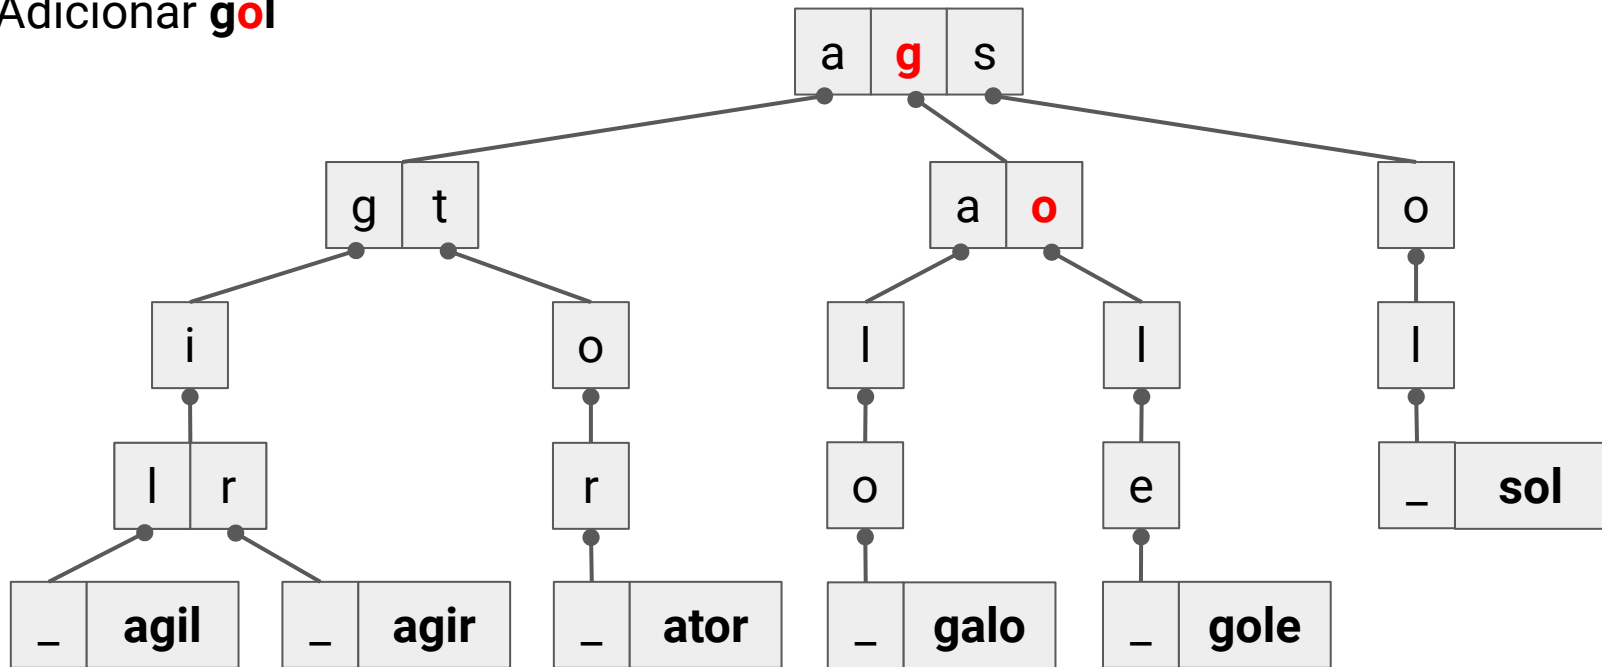 Adicionar gol
a g s
g t a o o
i o l l l
l r r o e _ sol
_ agil _ agir _ ator _ galo _ gole